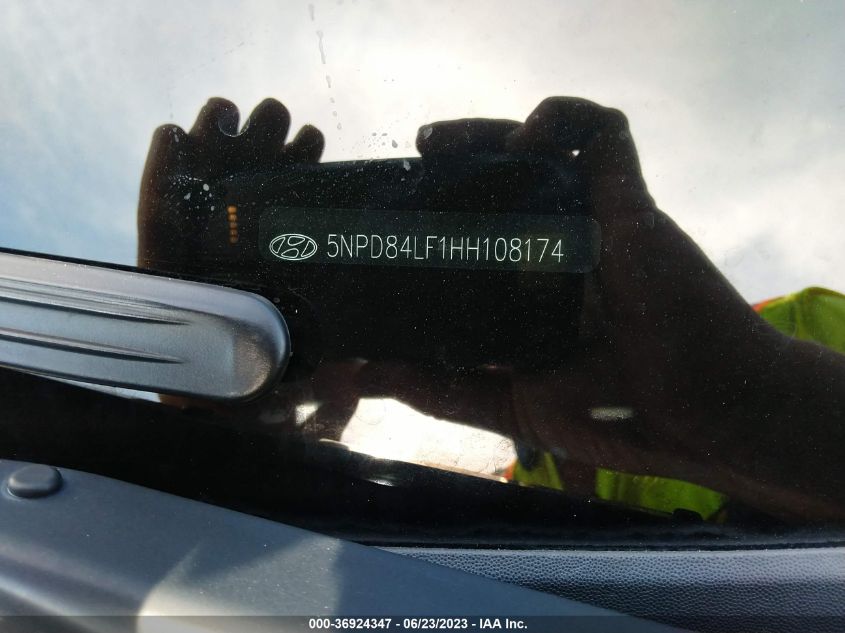 5NPD84LF1HH108174
000-36924347 / 06/23/2023 - IAA Inc.